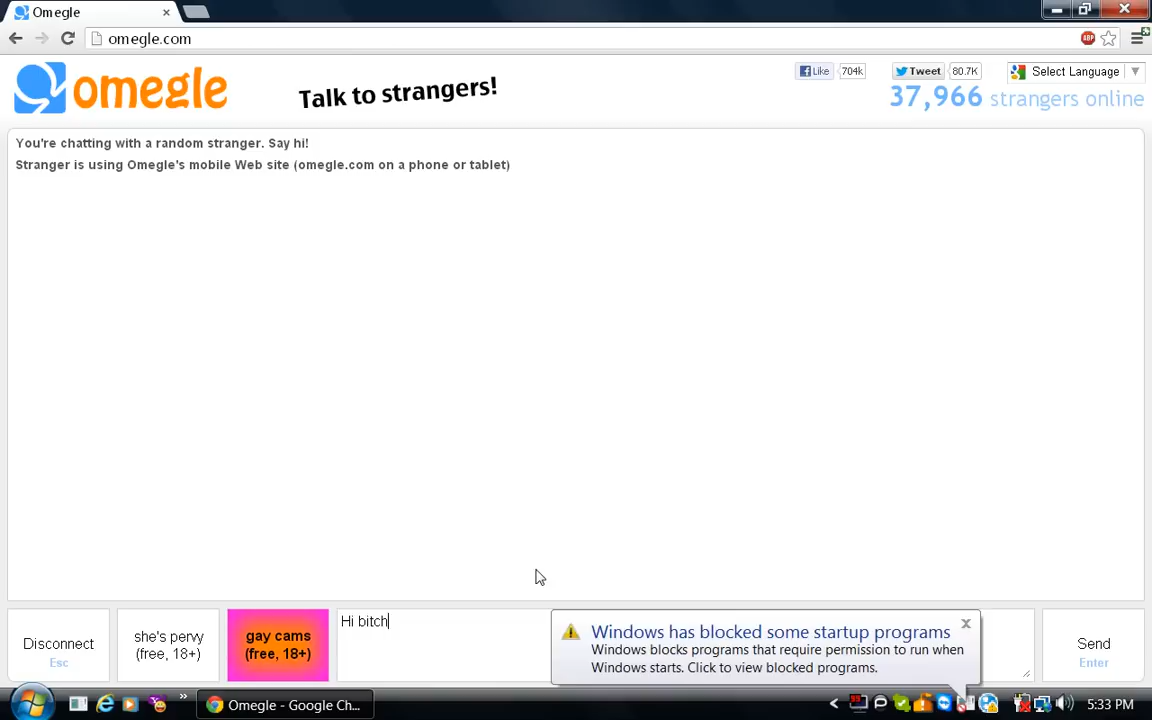 Omegle
omegle.com
ABP
omegle
Talk to strangers!
Like 704k
Tweet 80.7K
Select Language
37,966 strangers online
You're chatting with a random stranger. Say hi!
Stranger is using Omegle's mobile Web site (omegle.com on a phone or tablet)
Disconnect
Esc
she's pervy
(free, 18+)
gay cams
(free, 18+)
Hi bitch
Windows has blocked some startup programs
Windows blocks programs that require permission to run when
Windows starts. Click to view blocked programs.
Send
Enter
Omegle - Google Ch...
5:33 PM